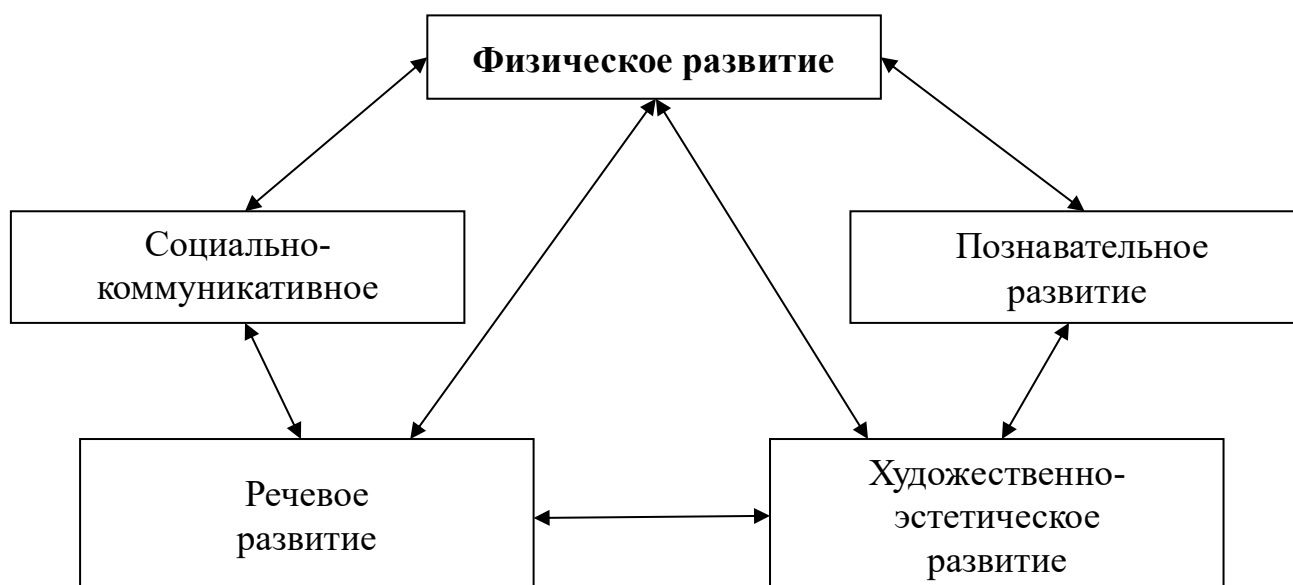 Физическое развитие
Социально-
коммуникативное
Познавательное
развитие
Речевое
развитие
Художественно-
эстетическое
развитие